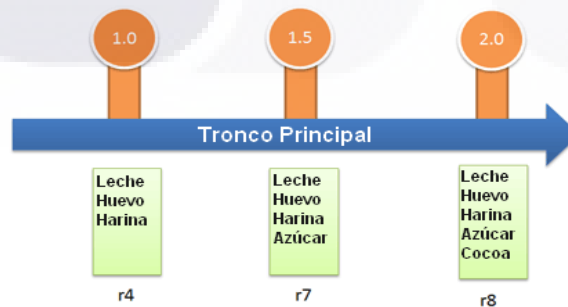 1.0
1.5
2.0
Tronco Principal
Leche
Huevo
Harina
Leche
Huevo
Harina
Azúcar
Leche
Huevo
Harina
Azúcar
Cocoa
r4
r7
r8